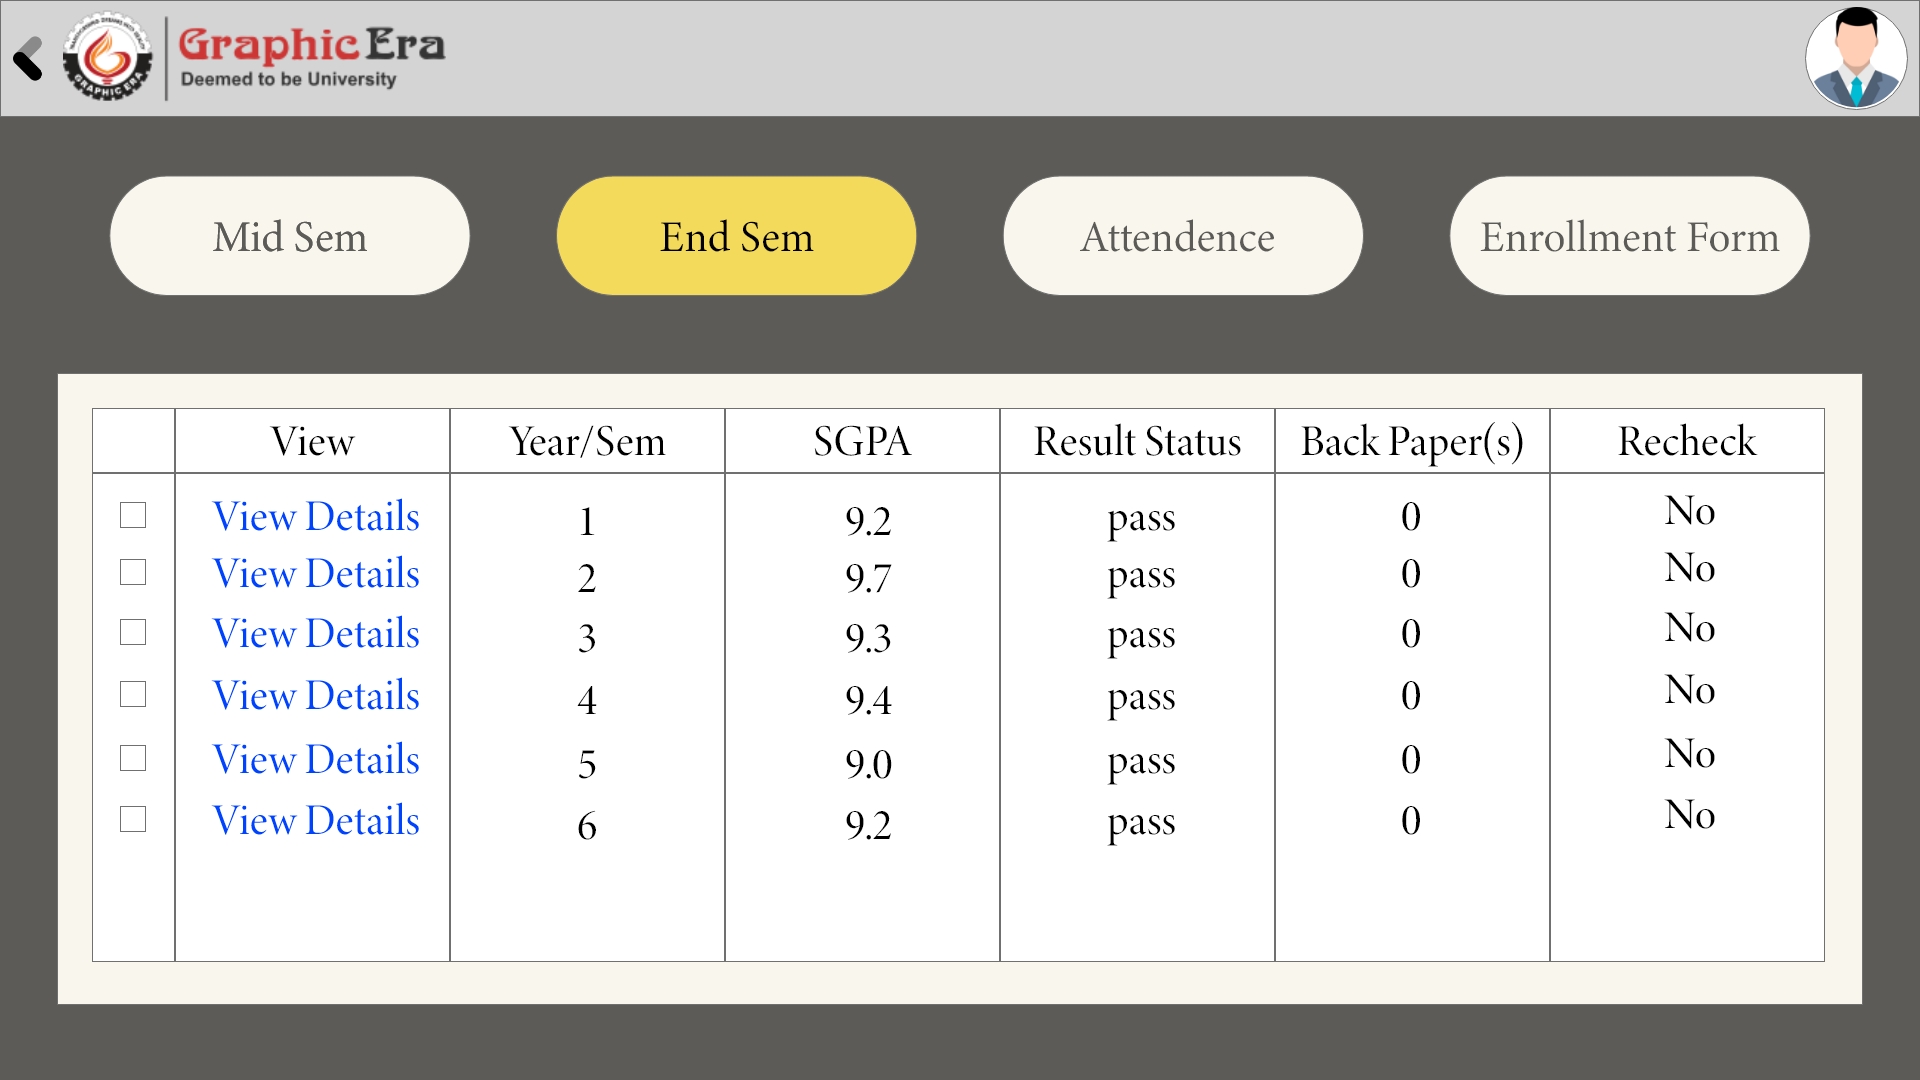 Graphic Era
Deemed to be University
GRAPHIC ERA
Mid Sem
End Sem
Attendence
Enrollment Form
View Year/Sem SGPA Result Status Back Paper(s) Recheck
View Details 1 9.2 pass 0 No
View Details 2 9.7 pass 0 No
View Details 3 9.3 pass 0 No
View Details 4 9.4 pass 0 No
View Details 5 9.0 pass 0 No
View Details 6 9.2 pass 0 No